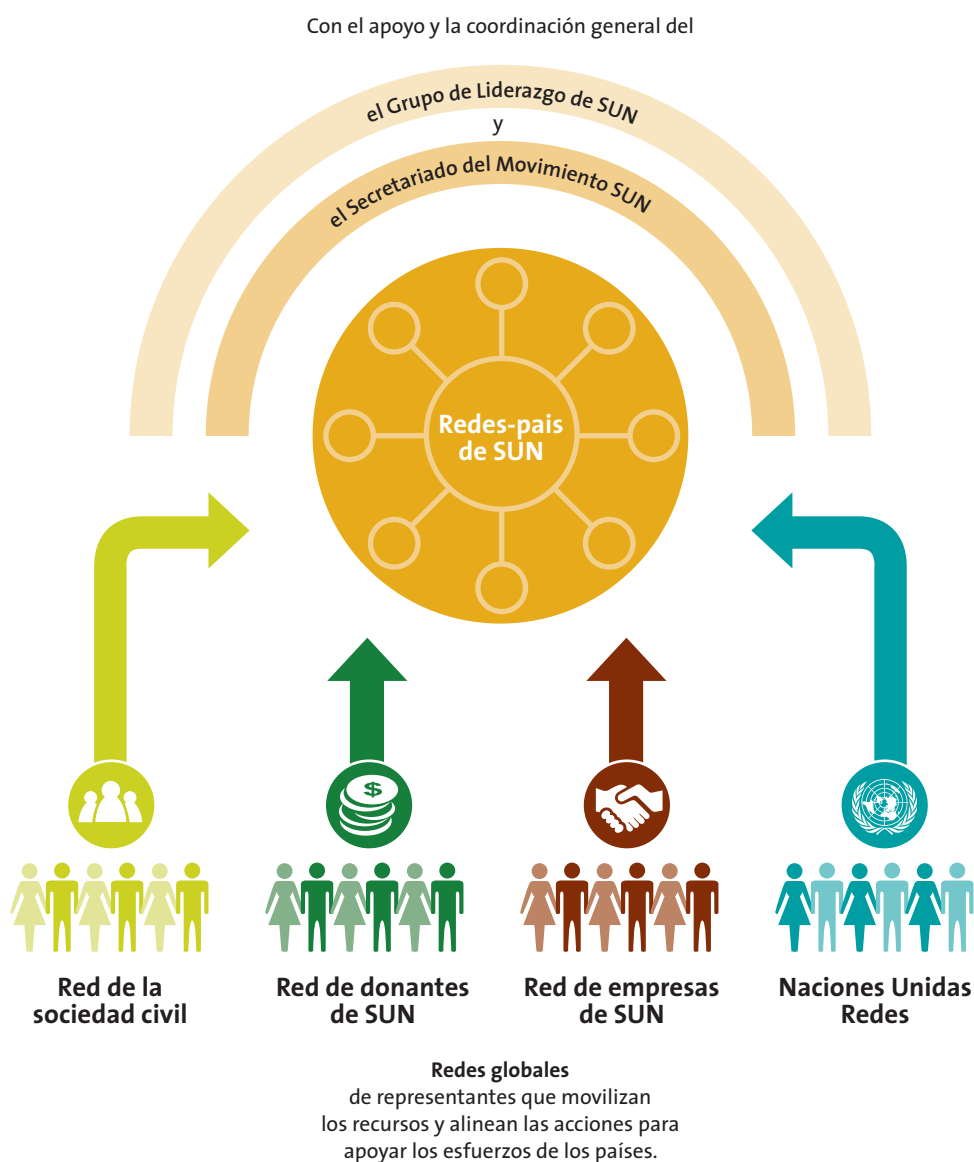 Con el apoyo y la coordinación general del
el Grupo de Liderazgo de SUN
y
el Secretariado del Movimiento SUN
Redes-pais
de SUN
$
Red de la
sociedad civil
Red de donantes
de SUN
Red de empresas
de SUN
Naciones Unidas
Redes
Redes globales
de representantes que movilizan
los recursos y alinean las acciones para
apoyar los esfuerzos de los países.